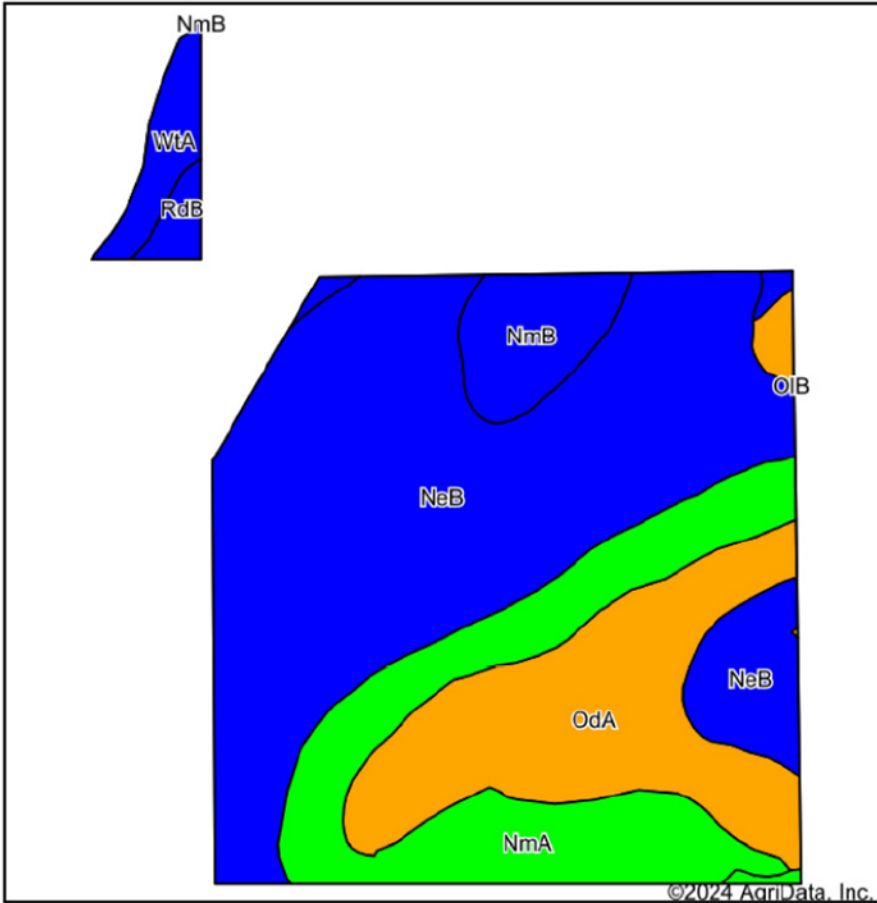 NmB
WtA
RdB
NmB
OlB
NeB
NeB
OdA
NmA
©2024 AgriData, Inc.